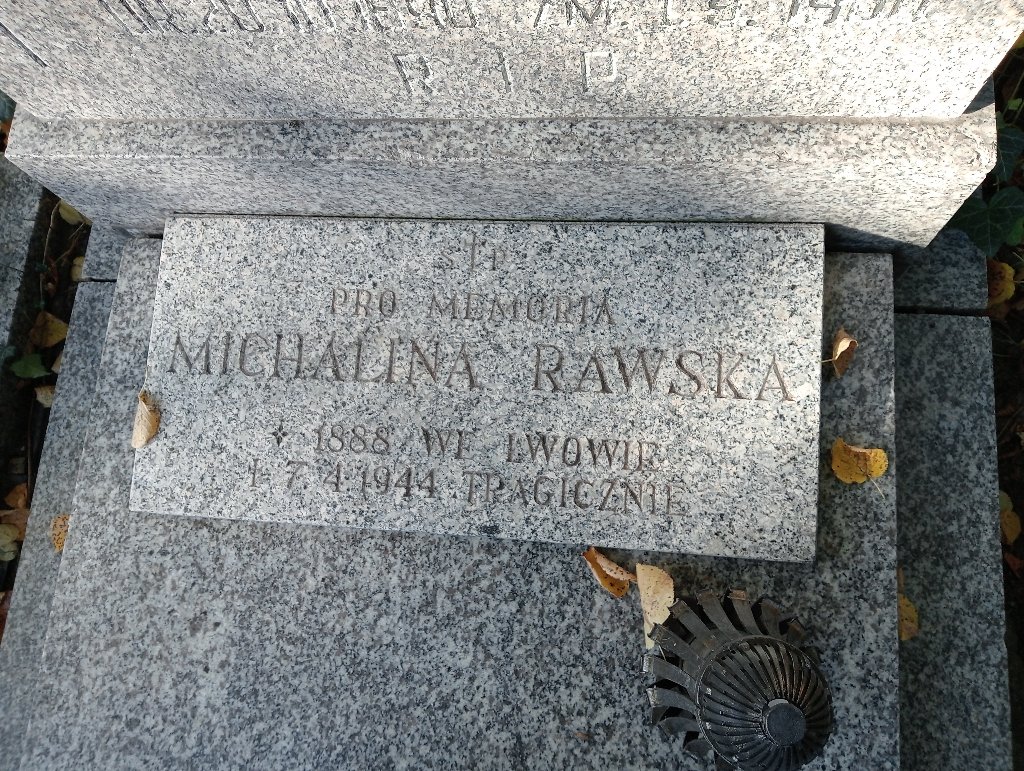 R I P
Ś†P
PRO MEMORIA
MICHALINA RAWSKA
* 1888 WE LWOWIE
† 7.4.1944 TRAGICZNIE